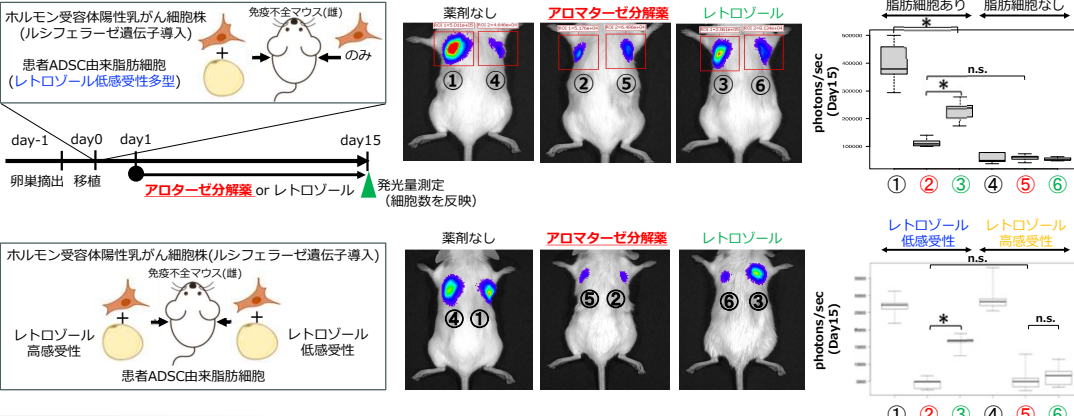 ホルモン受容体陽性乳がん細胞株
(ルシフェラーゼ遺伝子導入)
免疫不全マウス(雌)
+
のみ
患者ADSC由来脂肪細胞
(レトロゾール低感受性多型)
day-1
day0
day1
day15
卵巣摘出
移植
アロターゼ分解薬 or レトロゾール
発光量測定
(細胞数を反映)
薬剤なし
アロマターゼ分解薬
レトロゾール
①
④
②
⑤
③
⑥
脂肪細胞あり
脂肪細胞なし
*
n.s.
*
photons/sec
(Day15)
500000
400000
300000
200000
100000
① ② ③ ④ ⑤ ⑥
ホルモン受容体陽性乳がん細胞株(ルシフェラーゼ遺伝子導入)
免疫不全マウス(雌)
+
+
レトロゾール
高感受性
レトロゾール
低感受性
患者ADSC由来脂肪細胞
薬剤なし
アロマターゼ分解薬
レトロゾール
④ ①
⑤ ②
⑥ ③
レトロゾール
低感受性
レトロゾール
高感受性
n.s.
*
n.s.
photons/sec
(Day15)
① ② ③ ④ ⑤ ⑥